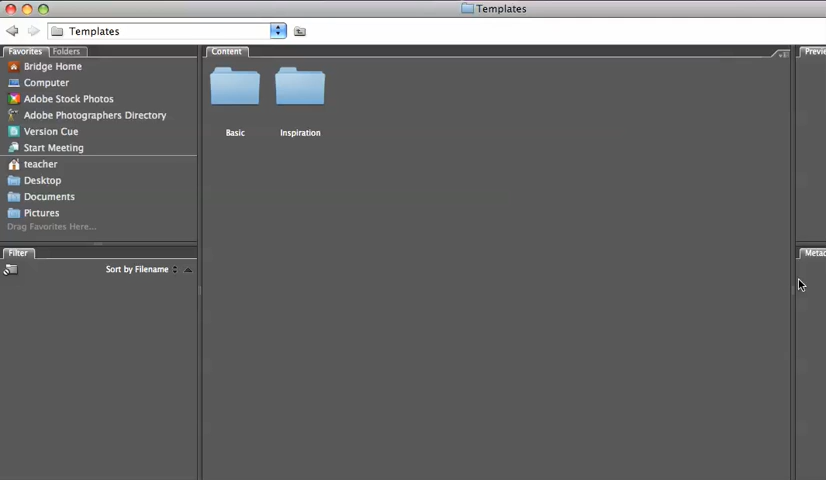 Templates
Templates
Favorites
Folders
Content
Previe
Bridge Home
Computer
Adobe Stock Photos
Adobe Photographers Directory
Version Cue
Start Meeting
teacher
Desktop
Documents
Pictures
Drag Favorites Here...
Basic
Inspiration
Filter
Metad
Sort by Filename